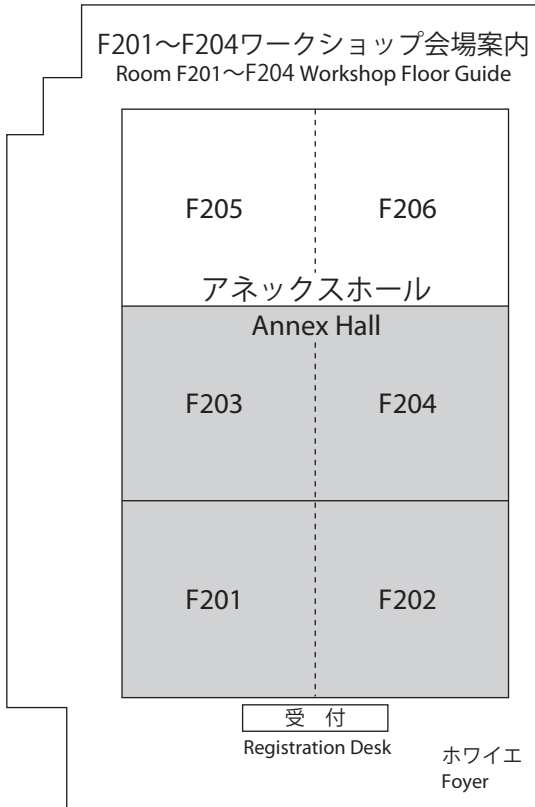 F201～F204ワークショップ会場案内
Room F201～F204 Workshop Floor Guide
F205
F206
アネックスホール
Annex Hall
F203
F204
F201
F202
受　付
Registration Desk
ホワイエ
Foyer